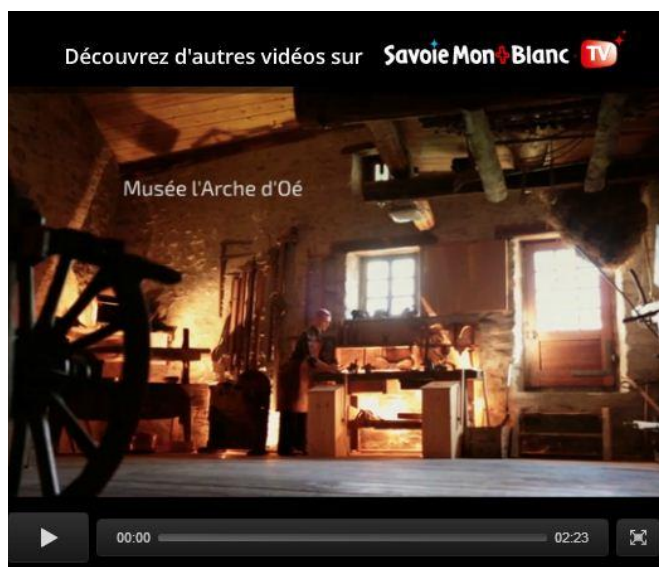 Découvrez d'autres vidéos sur Savoie Mont Blanc TV
Musée l'Arche d'Oé
00:00 02:23